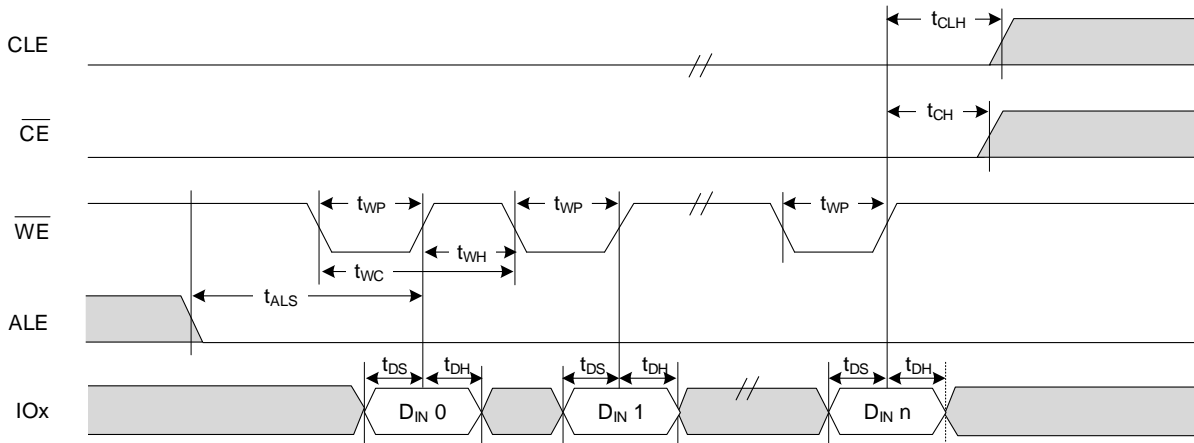 CLE
tCLH
CE
tCH
WE
tWP tWP tWP
tWH
tWC
tALS
ALE
tDS tDH tDS tDH tDS tDH
IOx
DIN 0 DIN 1 DIN n